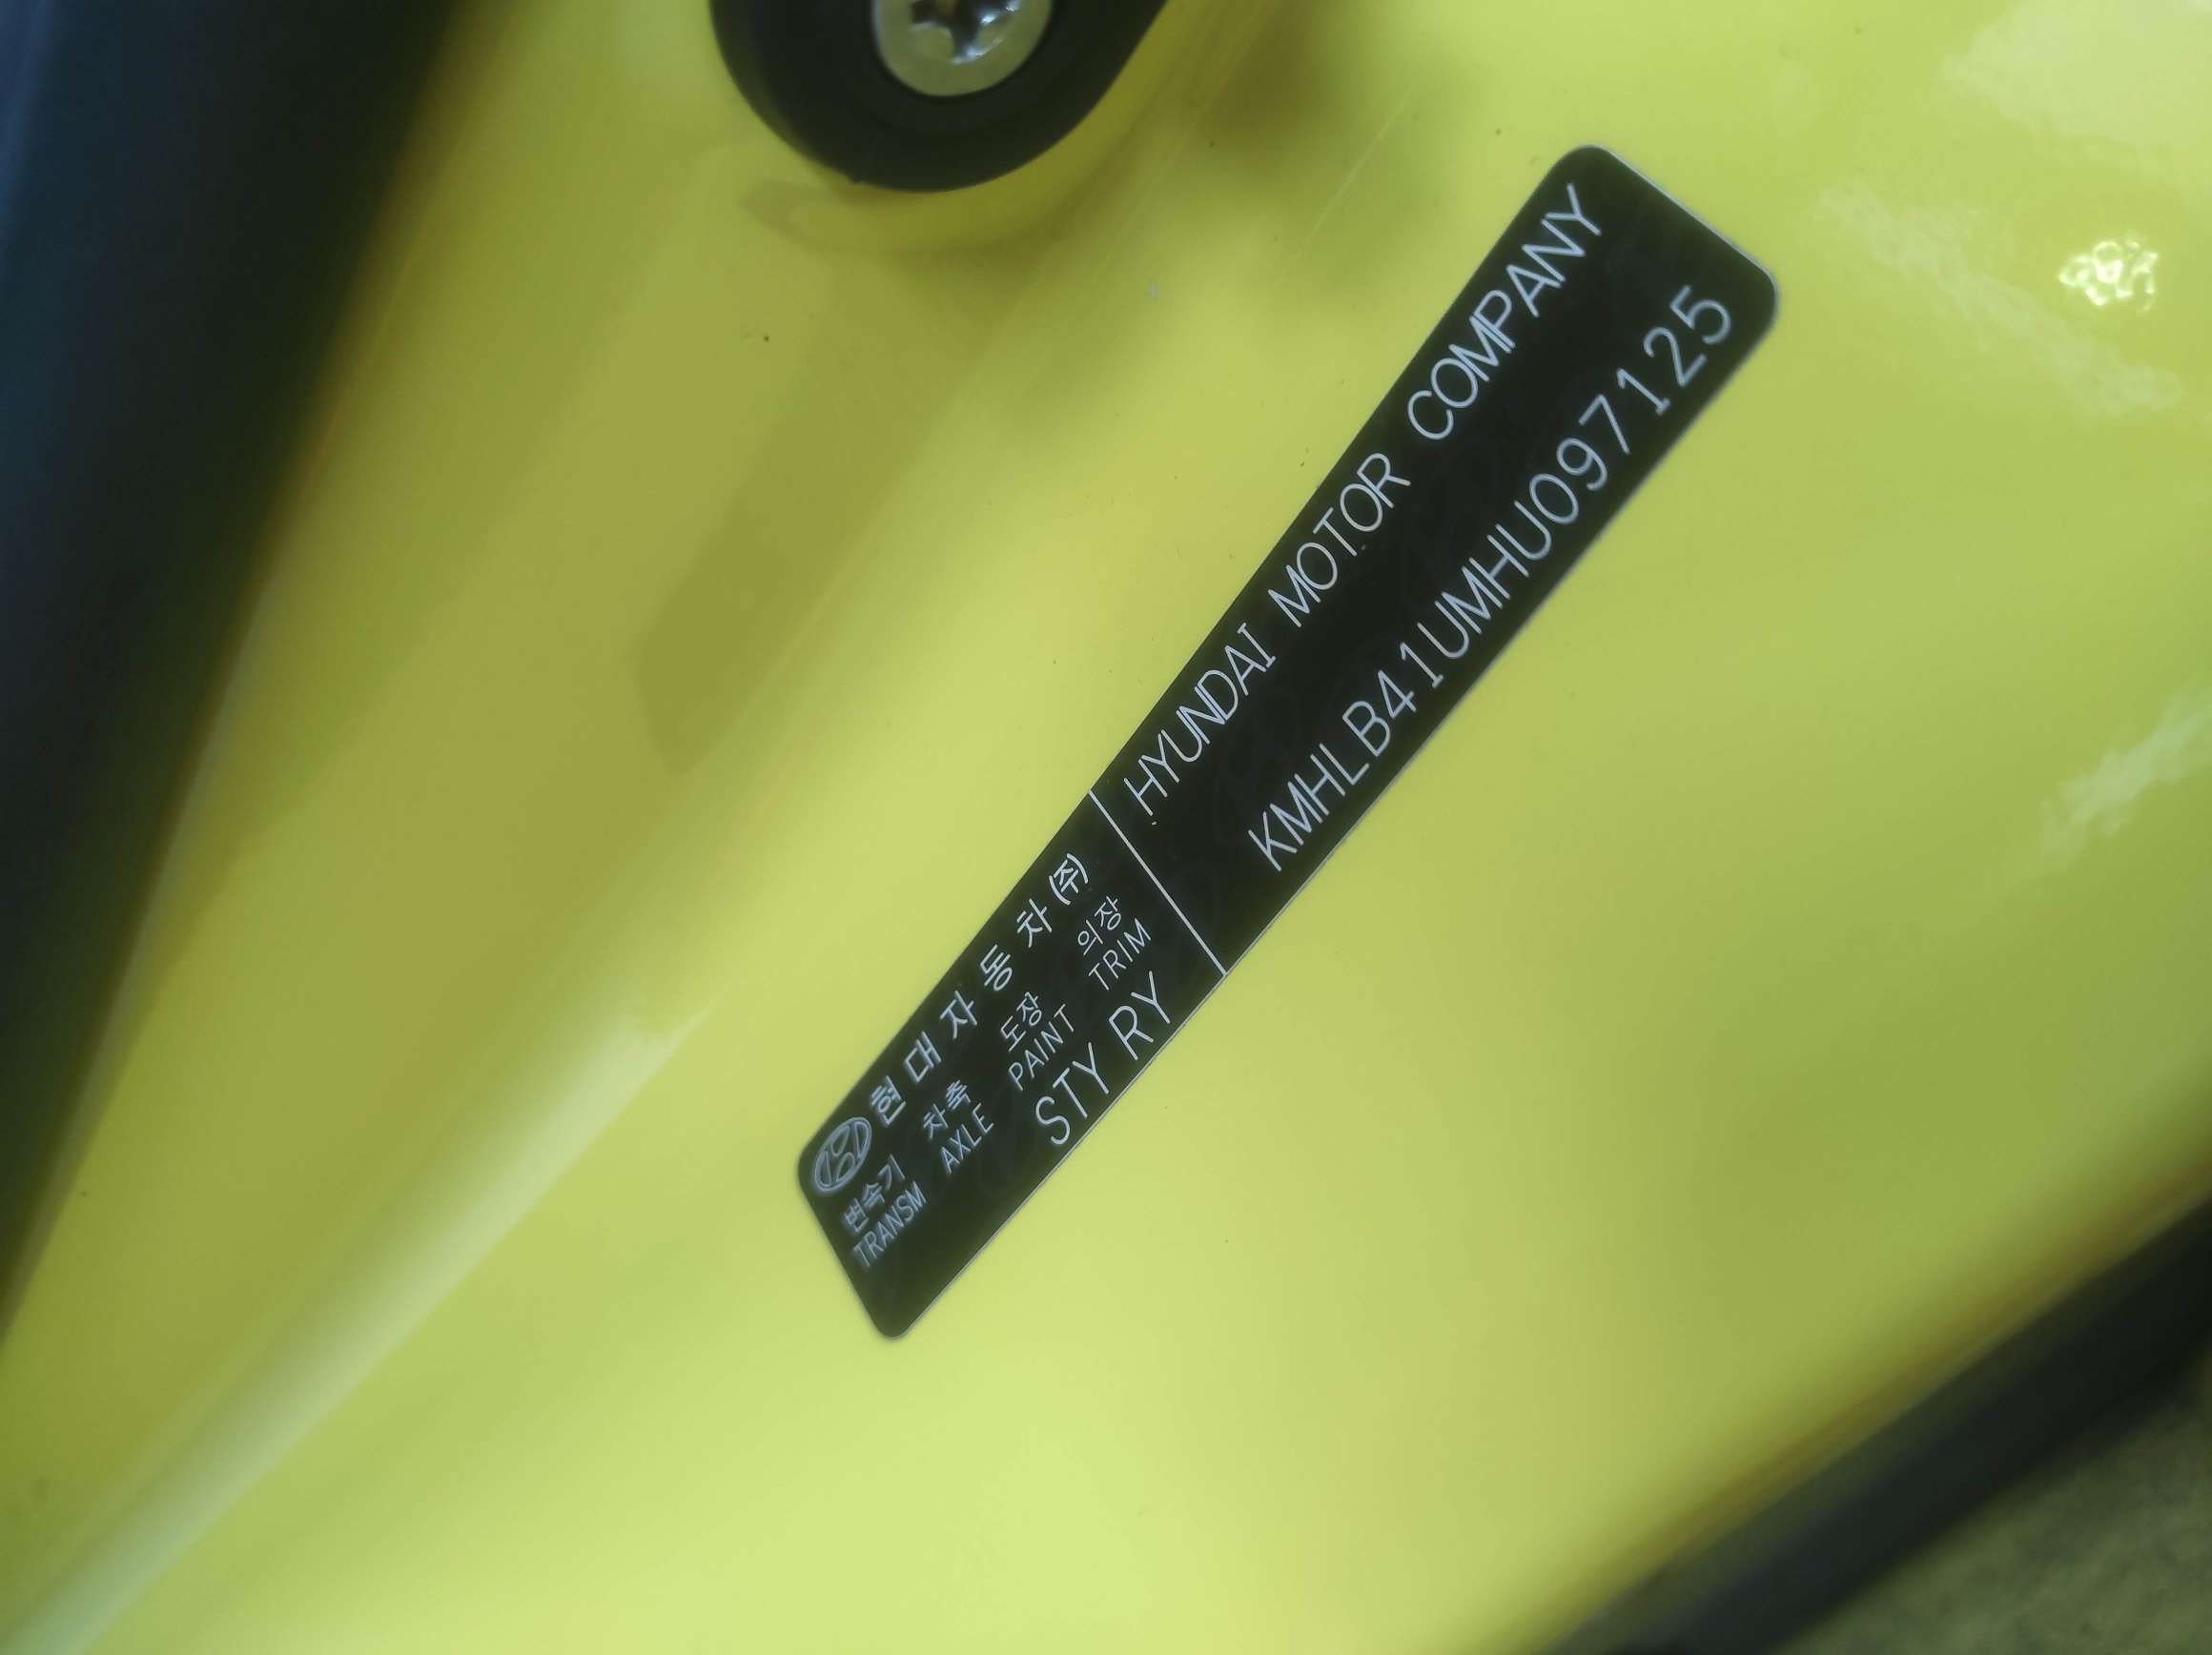 현대자동차(주)
변속기 차축 도장 의장
TRANSM AXLE PAINT TRIM
STY RY
HYUNDAI MOTOR COMPANY
KMHLB41UMHU097125